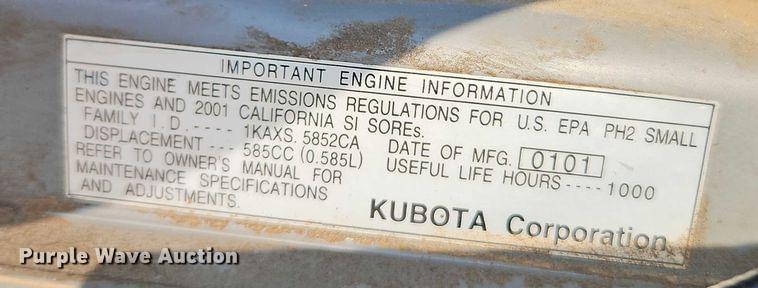 IMPORTANT ENGINE INFORMATION
THIS ENGINE MEETS EMISSIONS REGULATIONS FOR U.S. EPA PH2 SMALL
ENGINES AND 2001 CALIFORNIA SI SOREs.
FAMILY I.D.---- 1KAXS.5852CA
DISPLACEMENT---- 585CC (0.585L)
REFER TO OWNER'S MANUAL FOR
MAINTENANCE SPECIFICATIONS
AND ADJUSTMENTS.
DATE OF MFG. 0101
USEFUL LIFE HOURS----1000
KUBOTA Corporation
Purple Wave Auction